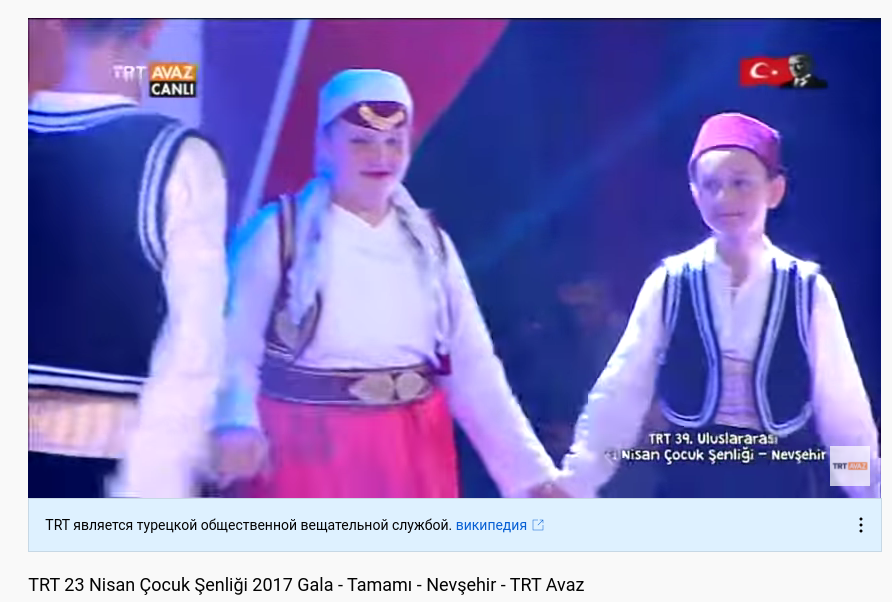 TRT AVAZ
CANLI
TRT 39. Uluslararası
23 Nisan Çocuk Şenliği - Nevşehir
TRT AVAZ
TRT является турецкой общественной вещательной службой. википедия
TRT 23 Nisan Çocuk Şenliği 2017 Gala - Tamamı - Nevşehir - TRT Avaz